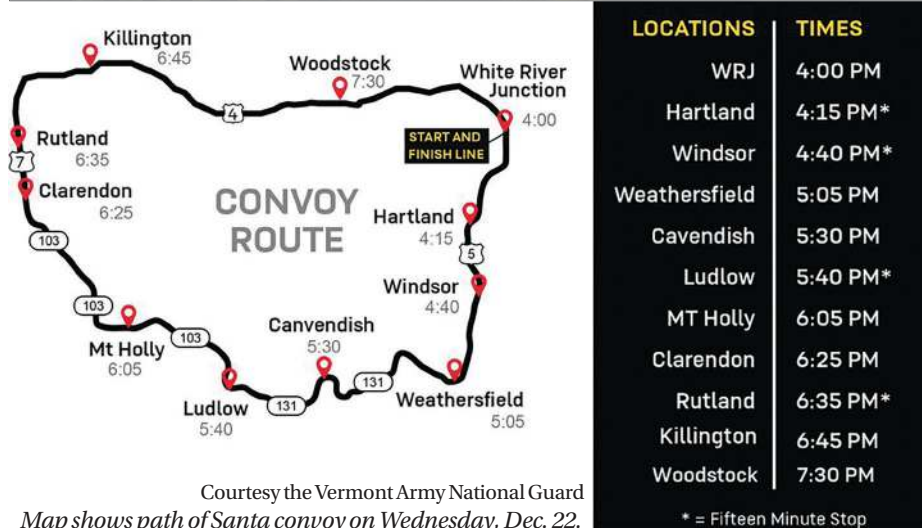 Killington
6:45
Woodstock
7:30
White River
Junction
4:00
4
START AND
FINISH LINE
Rutland
6:35
7
Clarendon
6:25
CONVOY
ROUTE
Hartland
4:15
5
103
Windsor
4:40
103
Mt Holly
6:05
103
Canvendish
5:30
131
Ludlow
5:40
131
Weathersfield
5:05
Courtesy the Vermont Army National Guard
Map shows path of Santa convoy on Wednesday, Dec. 22.
LOCATIONS TIMES
WRJ 4:00 PM
Hartland 4:15 PM*
Windsor 4:40 PM*
Weathersfield 5:05 PM
Cavendish 5:30 PM
Ludlow 5:40 PM*
MT Holly 6:05 PM
Clarendon 6:25 PM
Rutland 6:35 PM*
Killington 6:45 PM
Woodstock 7:30 PM
* = Fifteen Minute Stop